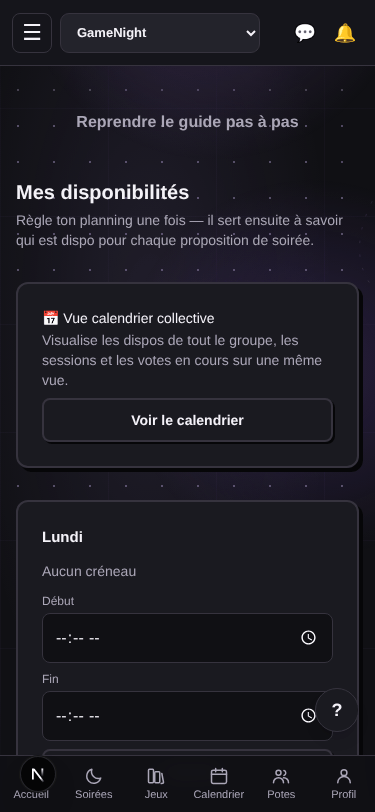 GameNight
Reprendre le guide pas à pas
Mes disponibilités
Règle ton planning une fois — il sert ensuite à savoir
qui est dispo pour chaque proposition de soirée.
📅 Vue calendrier collective
Visualise les dispos de tout le groupe, les
sessions et les votes en cours sur une même
vue.
Voir le calendrier
Lundi
Aucun créneau
Début
--:-- --
Fin
--:-- --
?
N
Accueil Soirées Jeux Calendrier Potes Profil